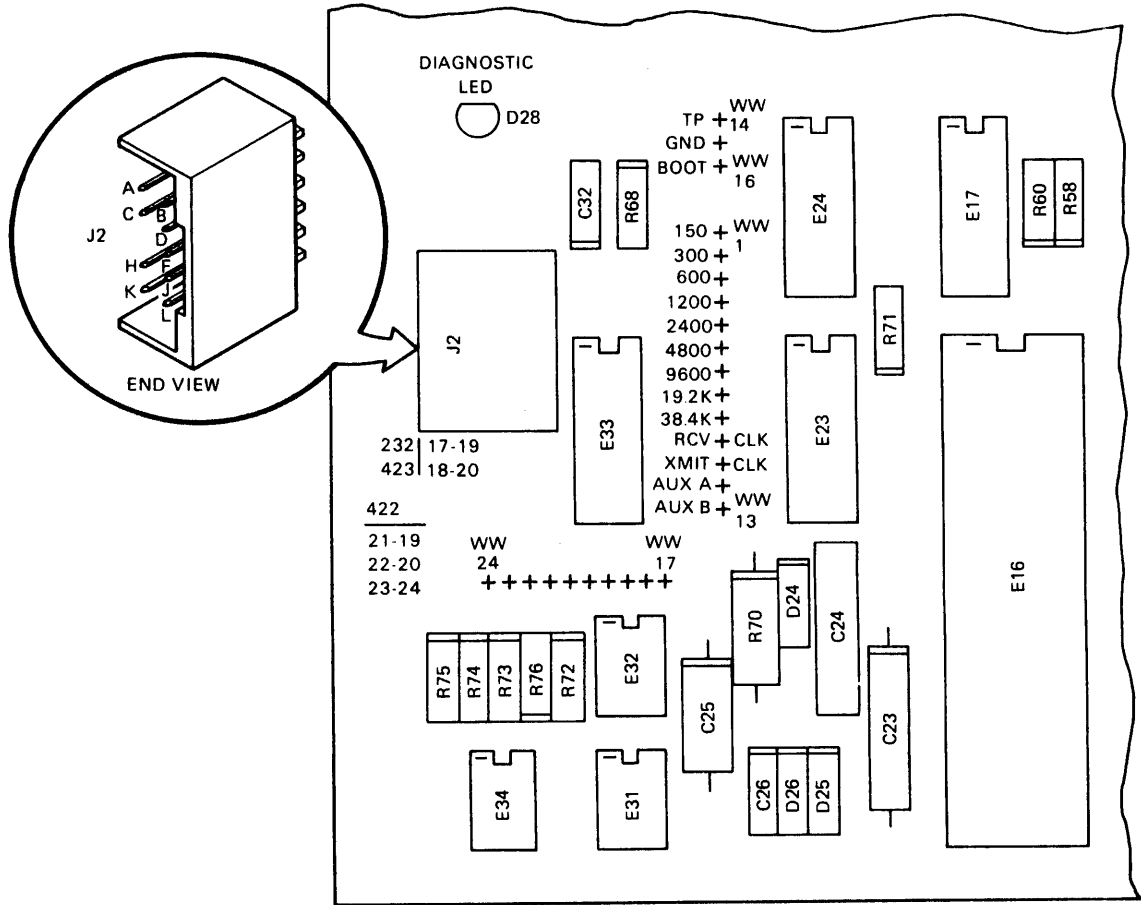 DIAGNOSTIC
LED
D28
TP + WW
14
GND +
BOOT + WW
16
A
C
B
D
J2
H
F
K
J
L
END VIEW
C32
R68
E24
E17
R60
R58
150 + WW
1
300 +
600 +
1200 +
2400 +
4800 +
9600 +
19.2K +
38.4K +
RCV + CLK
XMIT + CLK
AUX A +
AUX B + WW
13
J2
E33
R71
E23
E16
232 17-19
423 18-20
422
21-19
22-20
23-24
WW
24
WW
17
+ + + + + + + + +
R75
R74
R73
R76
R72
E32
C25
R70
D24
C24
C23
E34
E31
C26
D26
D25